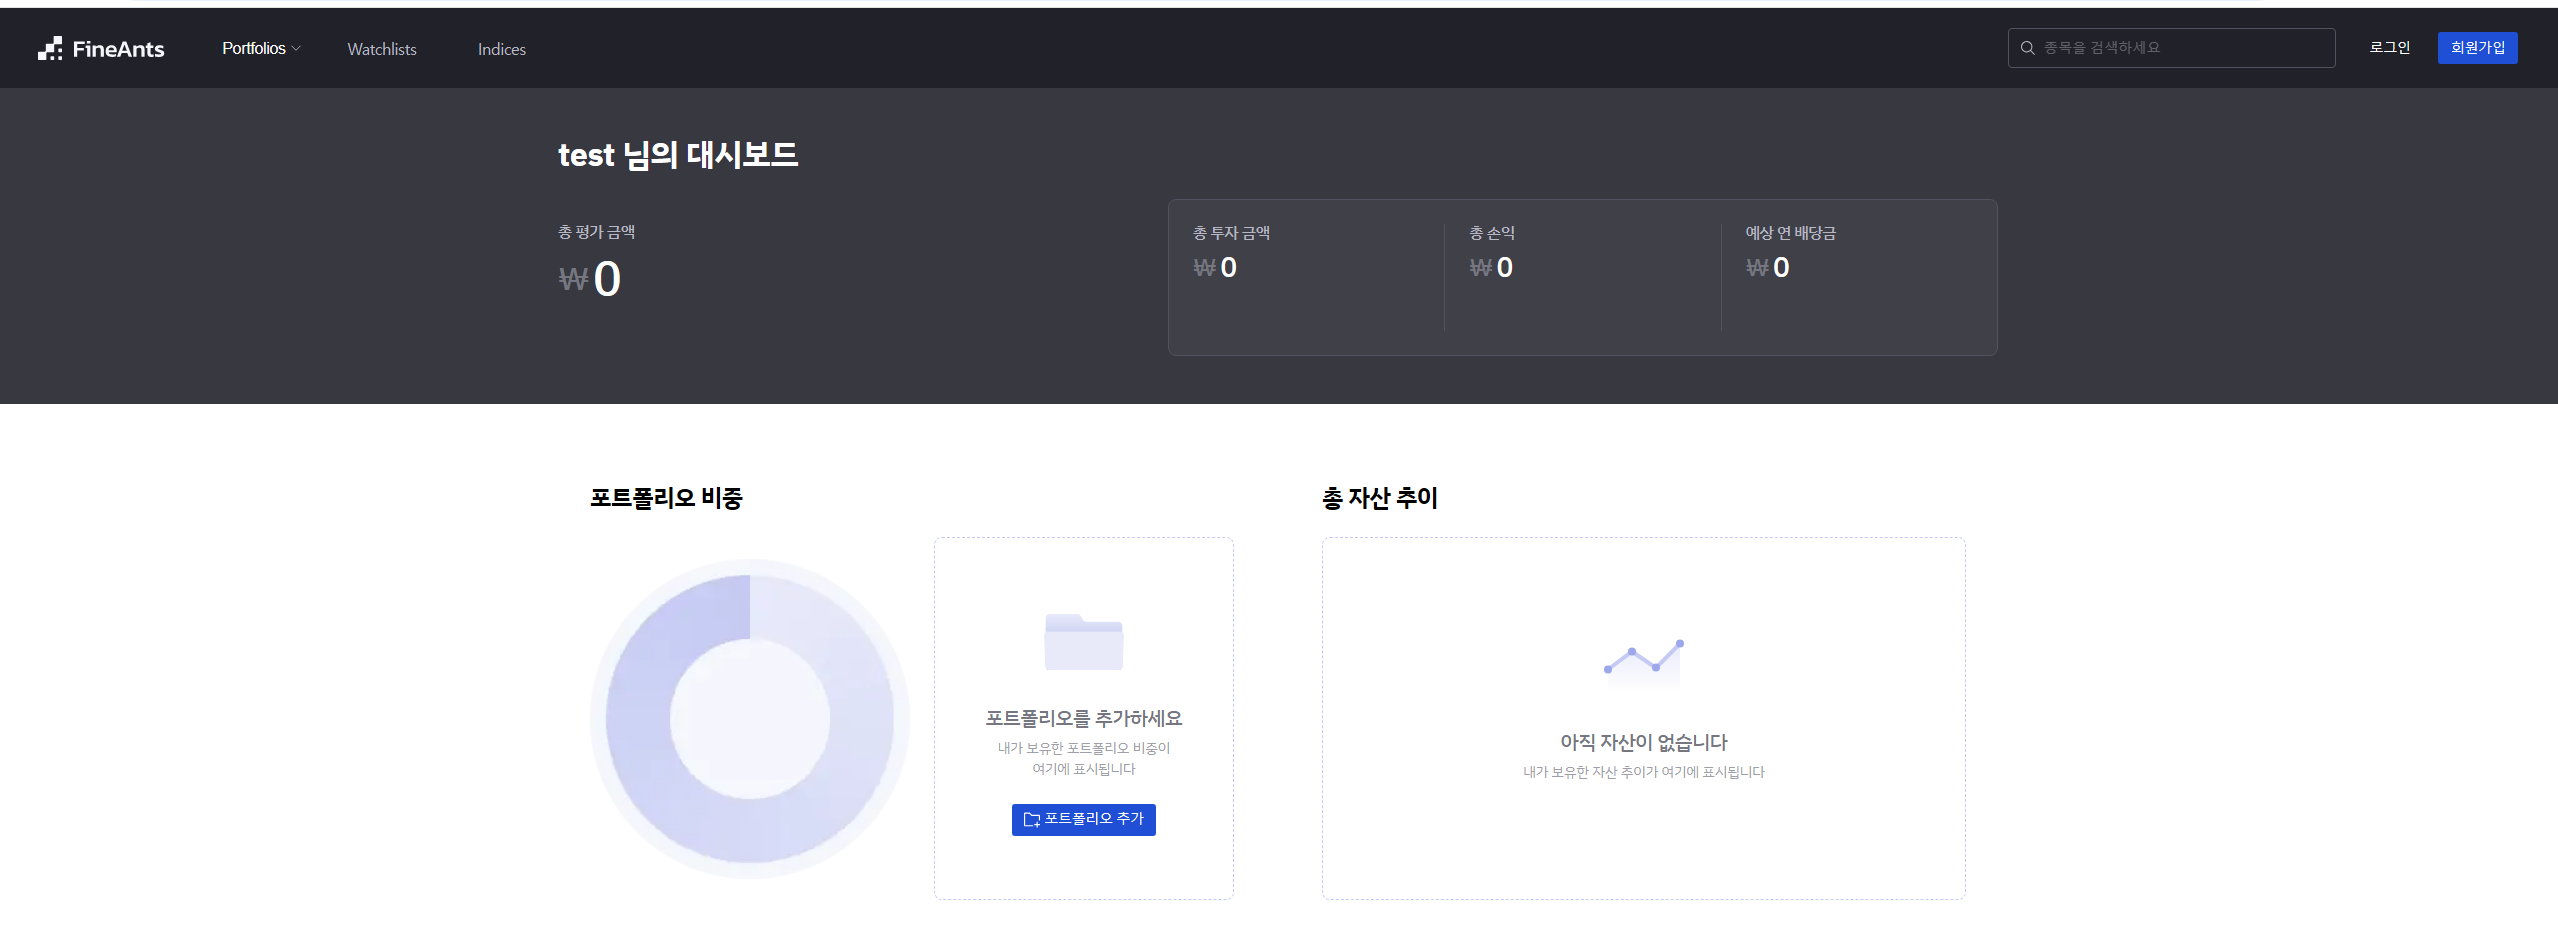 FineAnts
Portfolios
Watchlists
Indices
종목을 검색하세요
로그인
회원가입
test 님의 대시보드
총 평가 금액
₩0
총 투자 금액
₩0
총 손익
₩0
예상 연 배당금
₩0
포트폴리오 비중
포트폴리오를 추가하세요
내가 보유한 포트폴리오 비중이
여기에 표시됩니다
포트폴리오 추가
총 자산 추이
아직 자산이 없습니다
내가 보유한 자산 추이가 여기에 표시됩니다